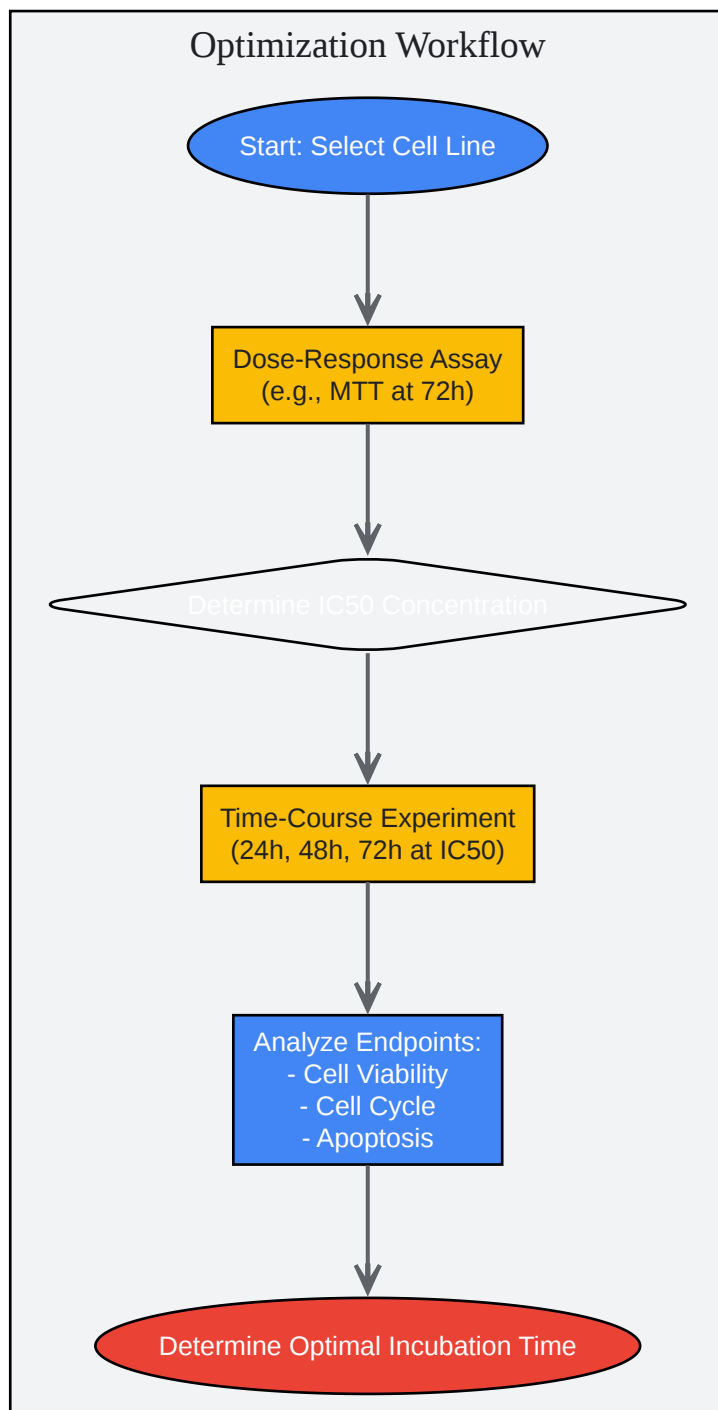 Optimization Workflow
Start: Select Cell Line
Dose-Response Assay
(e.g., MTT at 72h)
Determine IC50 Concentration
Time-Course Experiment
(24h, 48h, 72h at IC50)
Analyze Endpoints:
- Cell Viability
- Cell Cycle
- Apoptosis
Determine Optimal Incubation Time